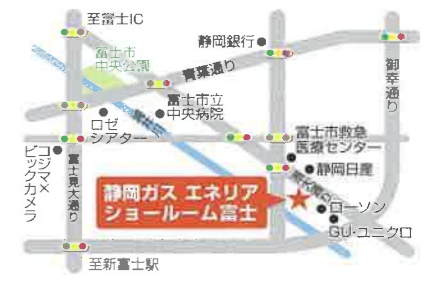 至富士IC
静岡銀行
富士市
中央公園
青葉通り
御幸通り
富士市立
中央病院
ロゼ
シアター
富士市救急
医療センター
コジマ×
ビックカメラ
富士見大通り
静岡日産
静岡ガス エネリア
ショールーム富士
ローソン
GU・ユニクロ
至新富士駅